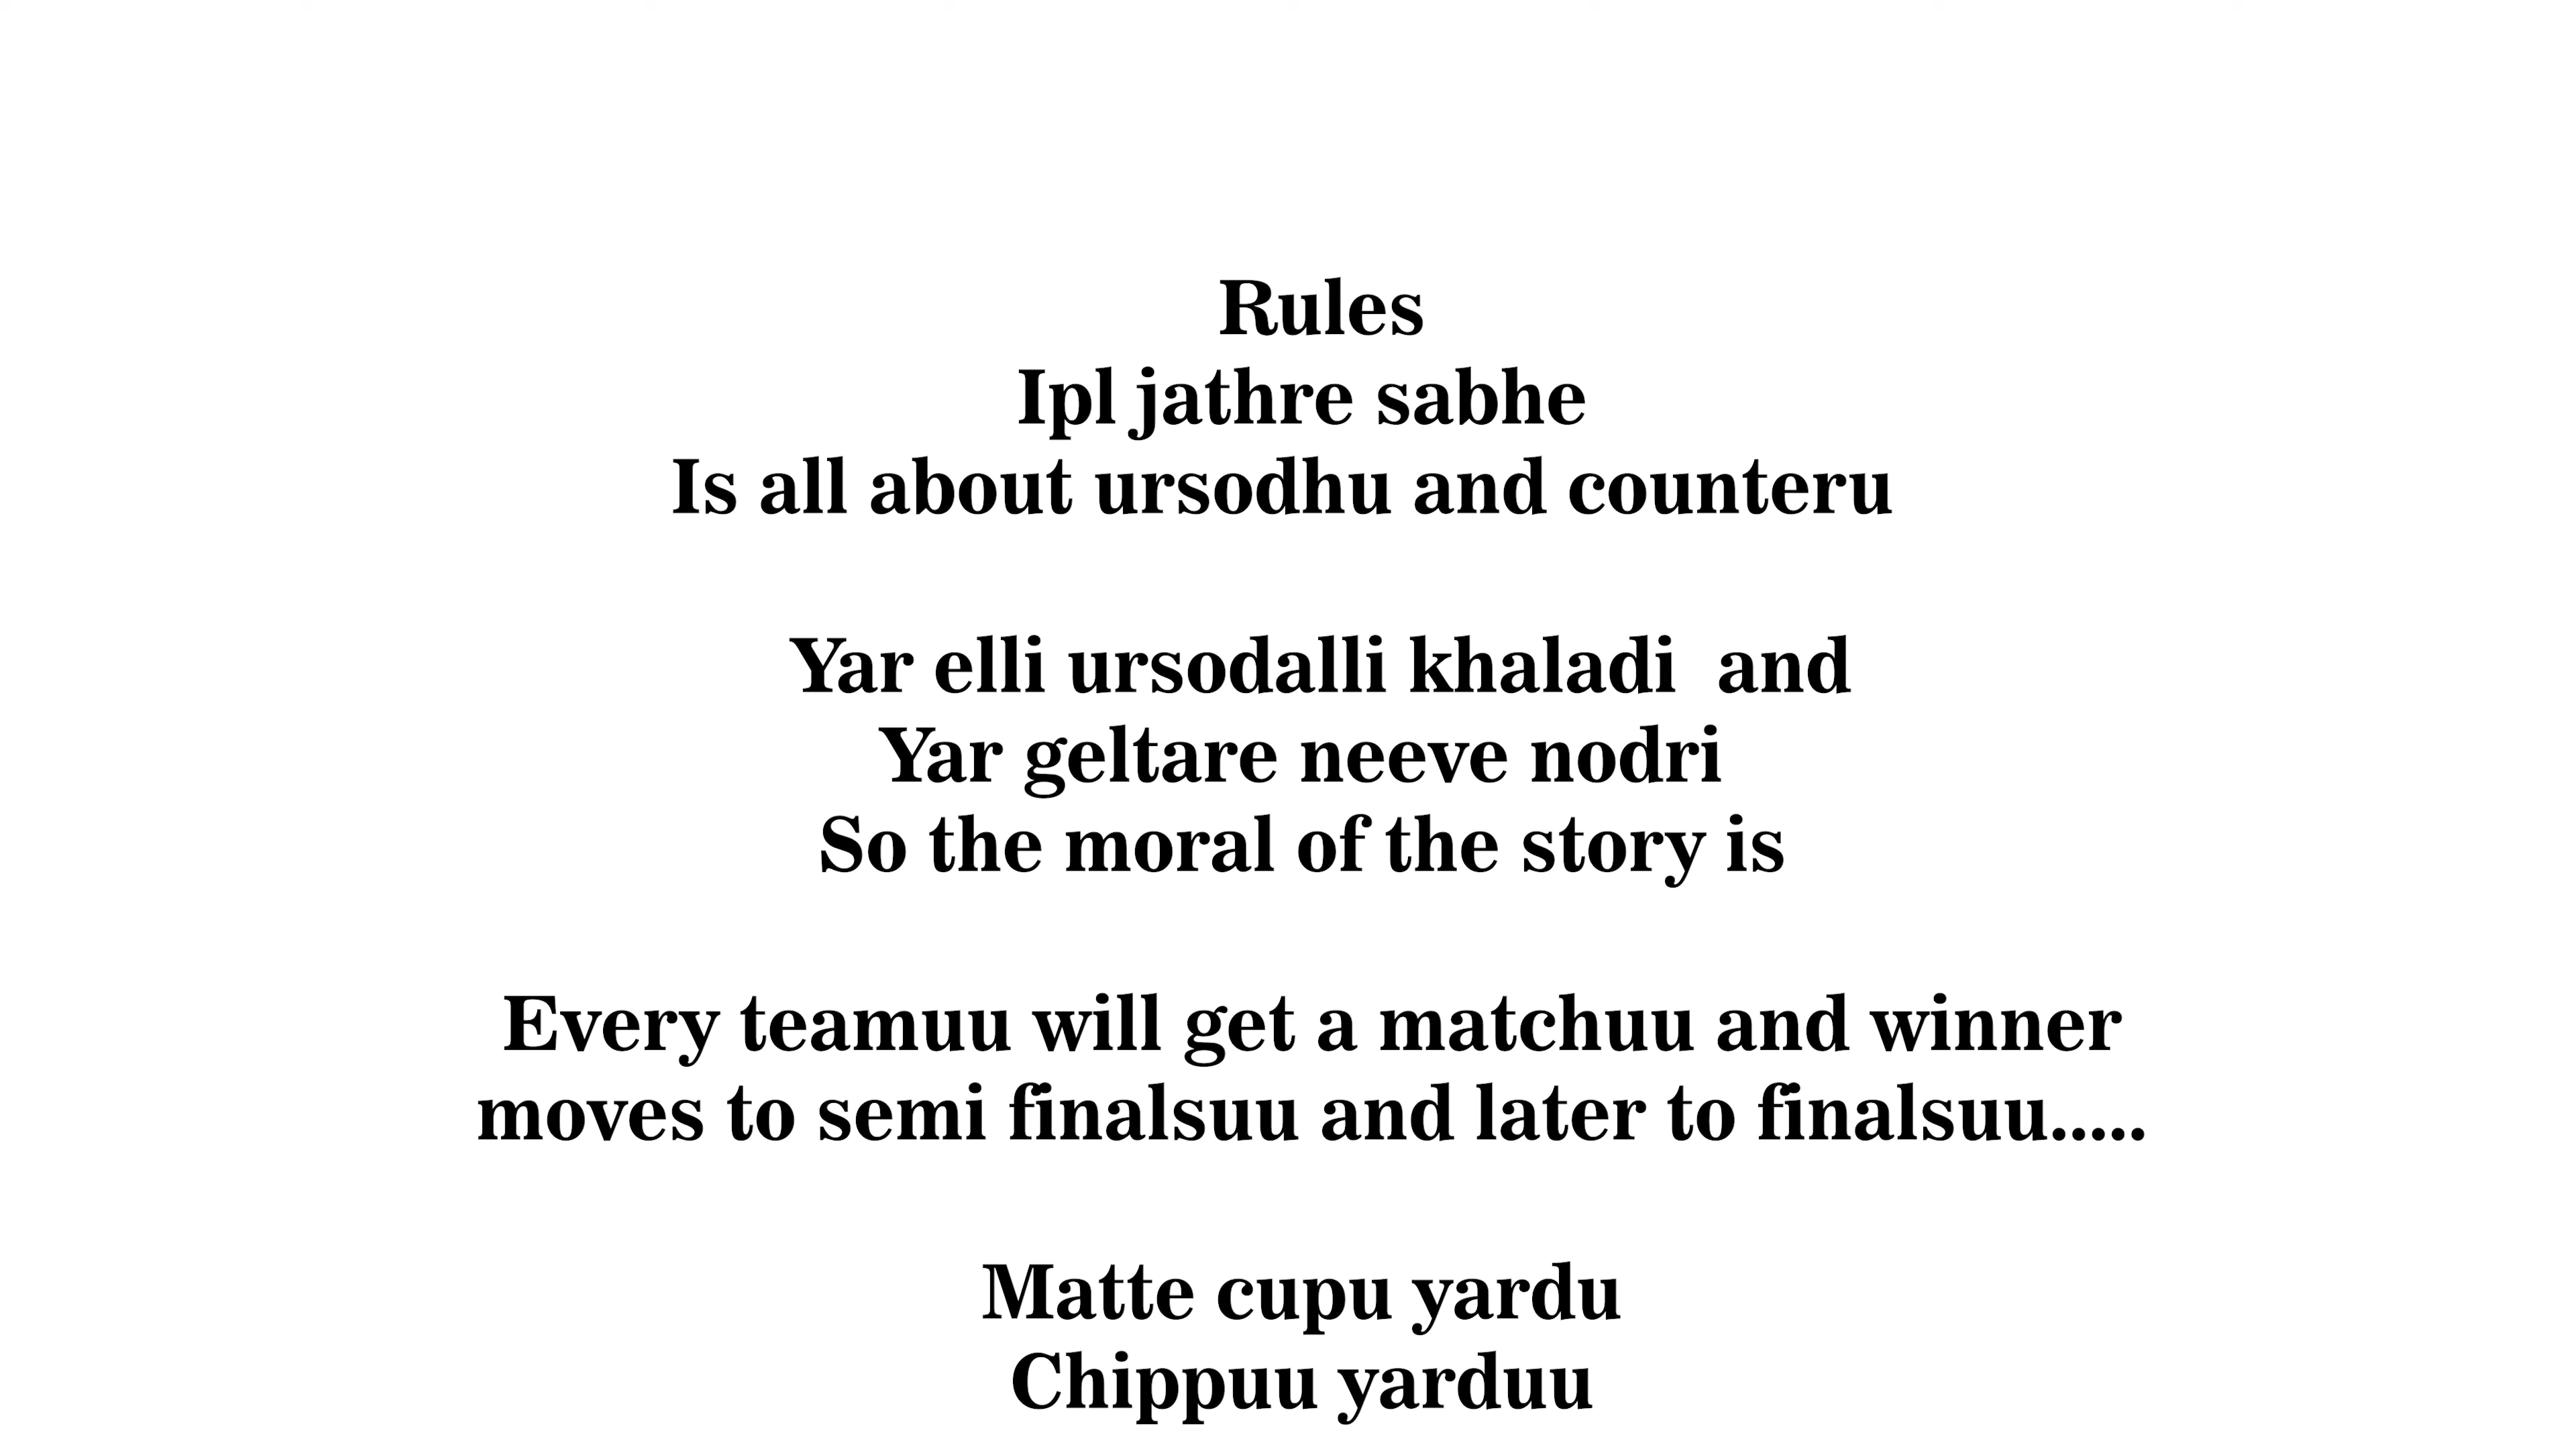 Rules
Ipl jathre sabhe
Is all about ursodhu and counteru
Yar elli ursodalli khaladi  and
Yar geltare neeve nodri
So the moral of the story is
Every teamuu will get a matchuu and winner
moves to semi finalsuu and later to finalsuu.....
Matte cupu yardu
Chippuu yarduu